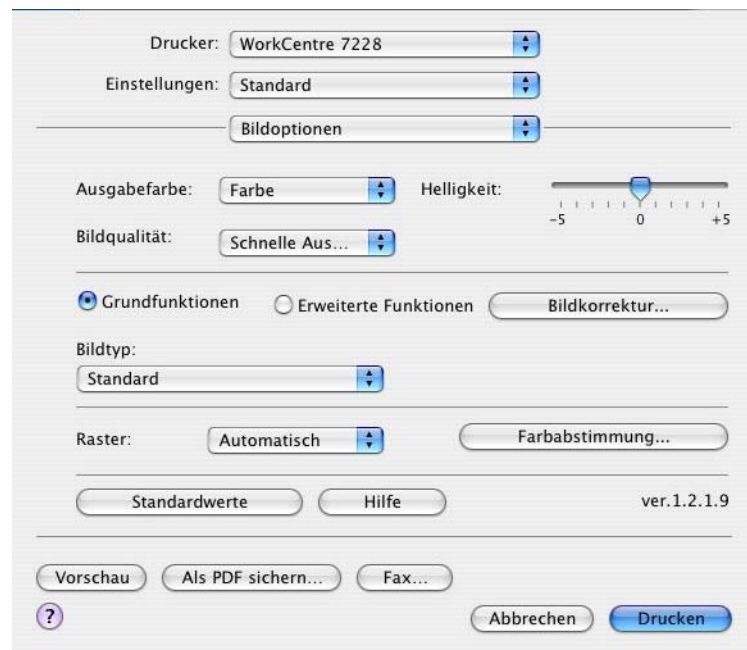 Drucker: WorkCentre 7228
Einstellungen: Standard
Bildoptionen
Ausgabefarbe: Farbe Helligkeit:
-5 0 +5
Bildqualität: Schnelle Aus...
Grundfunktionen Erweiterte Funktionen Bildkorrektur...
Bildtyp:
Standard
Raster: Automatisch Farbabstimmung...
Standardwerte Hilfe ver.1.2.1.9
Vorschau Als PDF sichern... Fax...
? Abbrechen Drucken